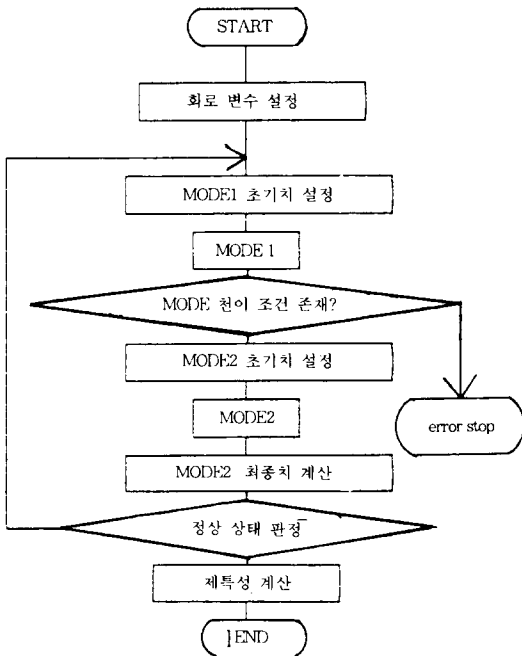 START
회로 변수 설정
MODE1 초기치 설정
MODE 1
MODE 천이 조건 존재?
MODE2 초기치 설정
MODE2
error stop
MODE2 최종치 계산
정상 상태 판정
제특성 계산
END